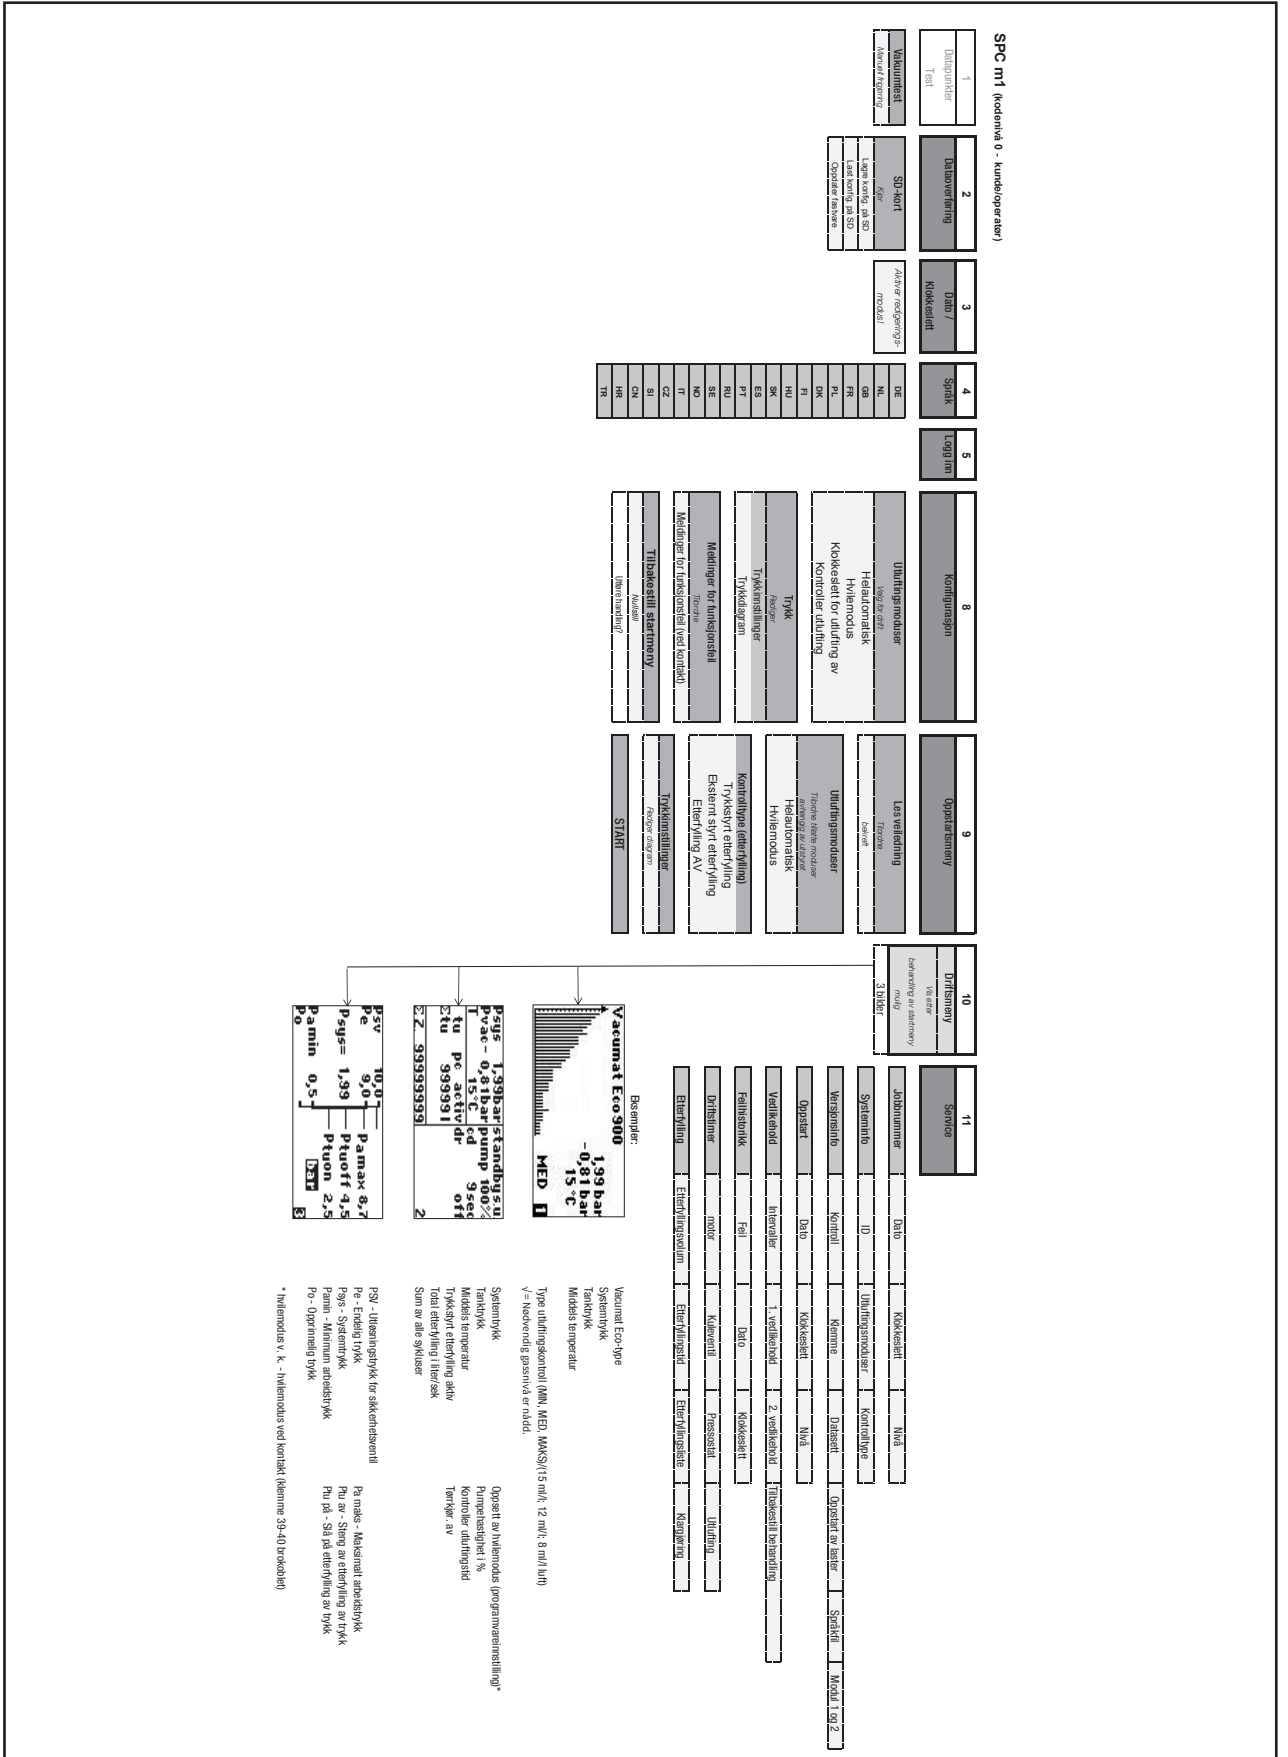 SPC m1 (kodenivå 0 - kunde/operatør)
1
Datapunkter
Test
Vakuumtest
Manuell frigjøring
2
Dataoverføring
SD-kort
Kjør
Lagre konfig. på SD
Last konfig. på SD
Oppdater fastvare
3
Dato /
Klokkeslett
Aktiver redigerings-
modus!
4
Språk
DE
NL
GB
FR
PL
DK
FI
HU
SK
ES
PT
RU
SE
NO
IT
CZ
SI
CN
HR
TR
5
Logg inn
8
Konfigurasjon
Utluftingsmoduser
Velg for drift
Helautomatisk
Hvilemodus
Klokkeslett for utlufting av
Kontroller utlufting
Trykk
Rediger
Trykkinnstillinger
Trykkdiagram
Meldinger for funksjonsfeil
Tilordne
Meldinger for funksjonsfeil (ved kontakt)
Tilbakestill startmeny
Nullstill
Utføre handling?
9
Oppstartsmeny
Les veiledning
Tilordne
bekreft
Utluftingsmoduser
Tilordne tillatte moduser
avhengig av utstyret
Helautomatisk
Hvilemodus
Kontrolltype (etterfylling)
Trykkstyrt etterfylling
Eksternt styrt etterfylling
Etterfylling AV
Trykkinnstillinger
Rediger diagram
START
10
Driftsmeny
Vis etter
behandling av startmeny
mulig
3 bilder
11
Service
Jobbnummer Dato Klokkeslett Nivå
Systeminfo ID Utluftingsmoduser Kontrolltype
Versjonsinfo Kontroll Klemme Datasett Oppstart av laster Språkfil Modul 1 og 2
Oppstart Dato Klokkeslett Nivå
Vedlikehold Intervaller 1. vedlikehold 2. vedlikehold Tilbakestill behandling
Feilhistorikk Feil Dato Klokkeslett
Driftstimer motor Kuleventil Pressostat Utlufting
Etterfylling Etterfyllingsvolum Etterfyllingstid Etterfyllingsliste Klargjøring
Eksempler:
Vacumat Eco900
1,99 bar
-0,81 bar
15 °C
MED 1
Vacumat Eco-type
Systemtrykk
Tanktrykk
Middels temperatur
Type utluftingskontroll (MIN, MED, MAKS)/(15 ml/l; 12 ml/l; 8 ml/l luft)
√ = Nødvendig gassnivå er nådd.
Psys 1,99bar standbys.u
Pvac- 0,81bar pump 100%
T 15°C cd 9sec
tu pc activ dr off
Σtu 999991
Σz 99999999 2
Systemtrykk
Tanktrykk
Middels temperatur
Trykkstyrt etterfylling aktiv
Total etterfylling i liter/sek
Sum av alle sykluser
Oppsett av hvilemodus (programvareinnstilling)*
Pumpehastighet i %
Kontroller utluftingstid
Tørrkjør. av
Psv 10,0
Pe 9,0
Pamax 8,7
Psys= 1,99
Ptuoff 4,5
Ptuon 2,5
Pamin 0,5
bar
Po 3
PSV - Utløsningstrykk for sikkerhetsventil
Pe - Endelig trykk
Psys - Systemtrykk
Pamin - Minimum arbeidstrykk
Po - Opprinnelig trykk
Pa maks - Maksimalt arbeidstrykk
Ptu av - Steng av etterfylling av trykk
Ptu på - Slå på etterfylling av trykk
* hvilemodus v. k. - hvilemodus ved kontakt (klemme 39-40 brokoblet)